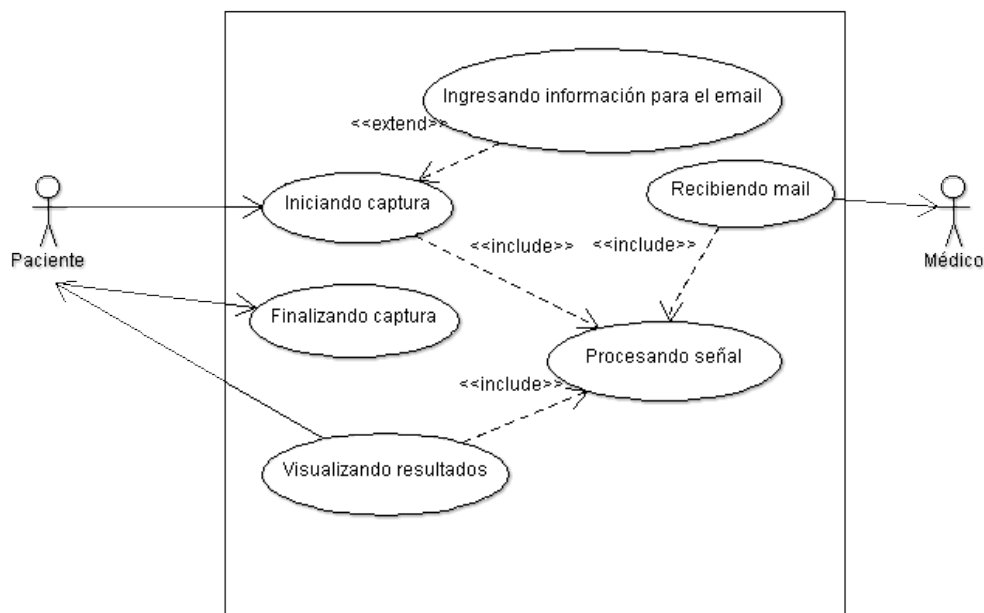 Ingresando información para el email
<<extend>>
Iniciando captura
Recibiendo mail
<<include>>
<<include>>
Paciente
Médico
Finalizando captura
Procesando señal
<<include>>
Visualizando resultados